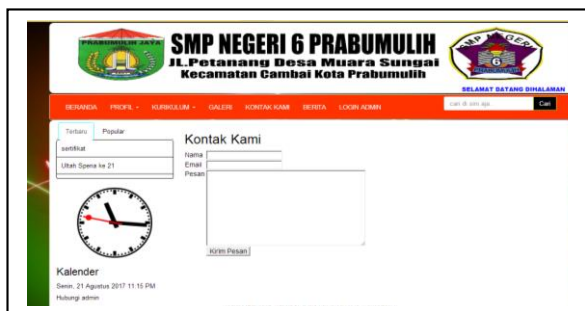 PRABUMULIH JAYA
SMP NEGERI 6 PRABUMULIH
JL.Petanang Desa Muara Sungai
Kecamatan Cambai Kota Prabumulih
6
SELAMAT DATANG DIHALAMAN
BERANDA PROFIL KURIKULUM GALERI KONTAK KAMI BERITA LOGIN ADMIN cari di sini aja Cari
Terbaru Popular
sertifikat
Ultah Spena ke 21
Kontak Kami
Nama
Email
Pesan
Kirim Pesan
Kalender
Senin, 21 Agustus 2017 11:15 PM
Hubungi admin